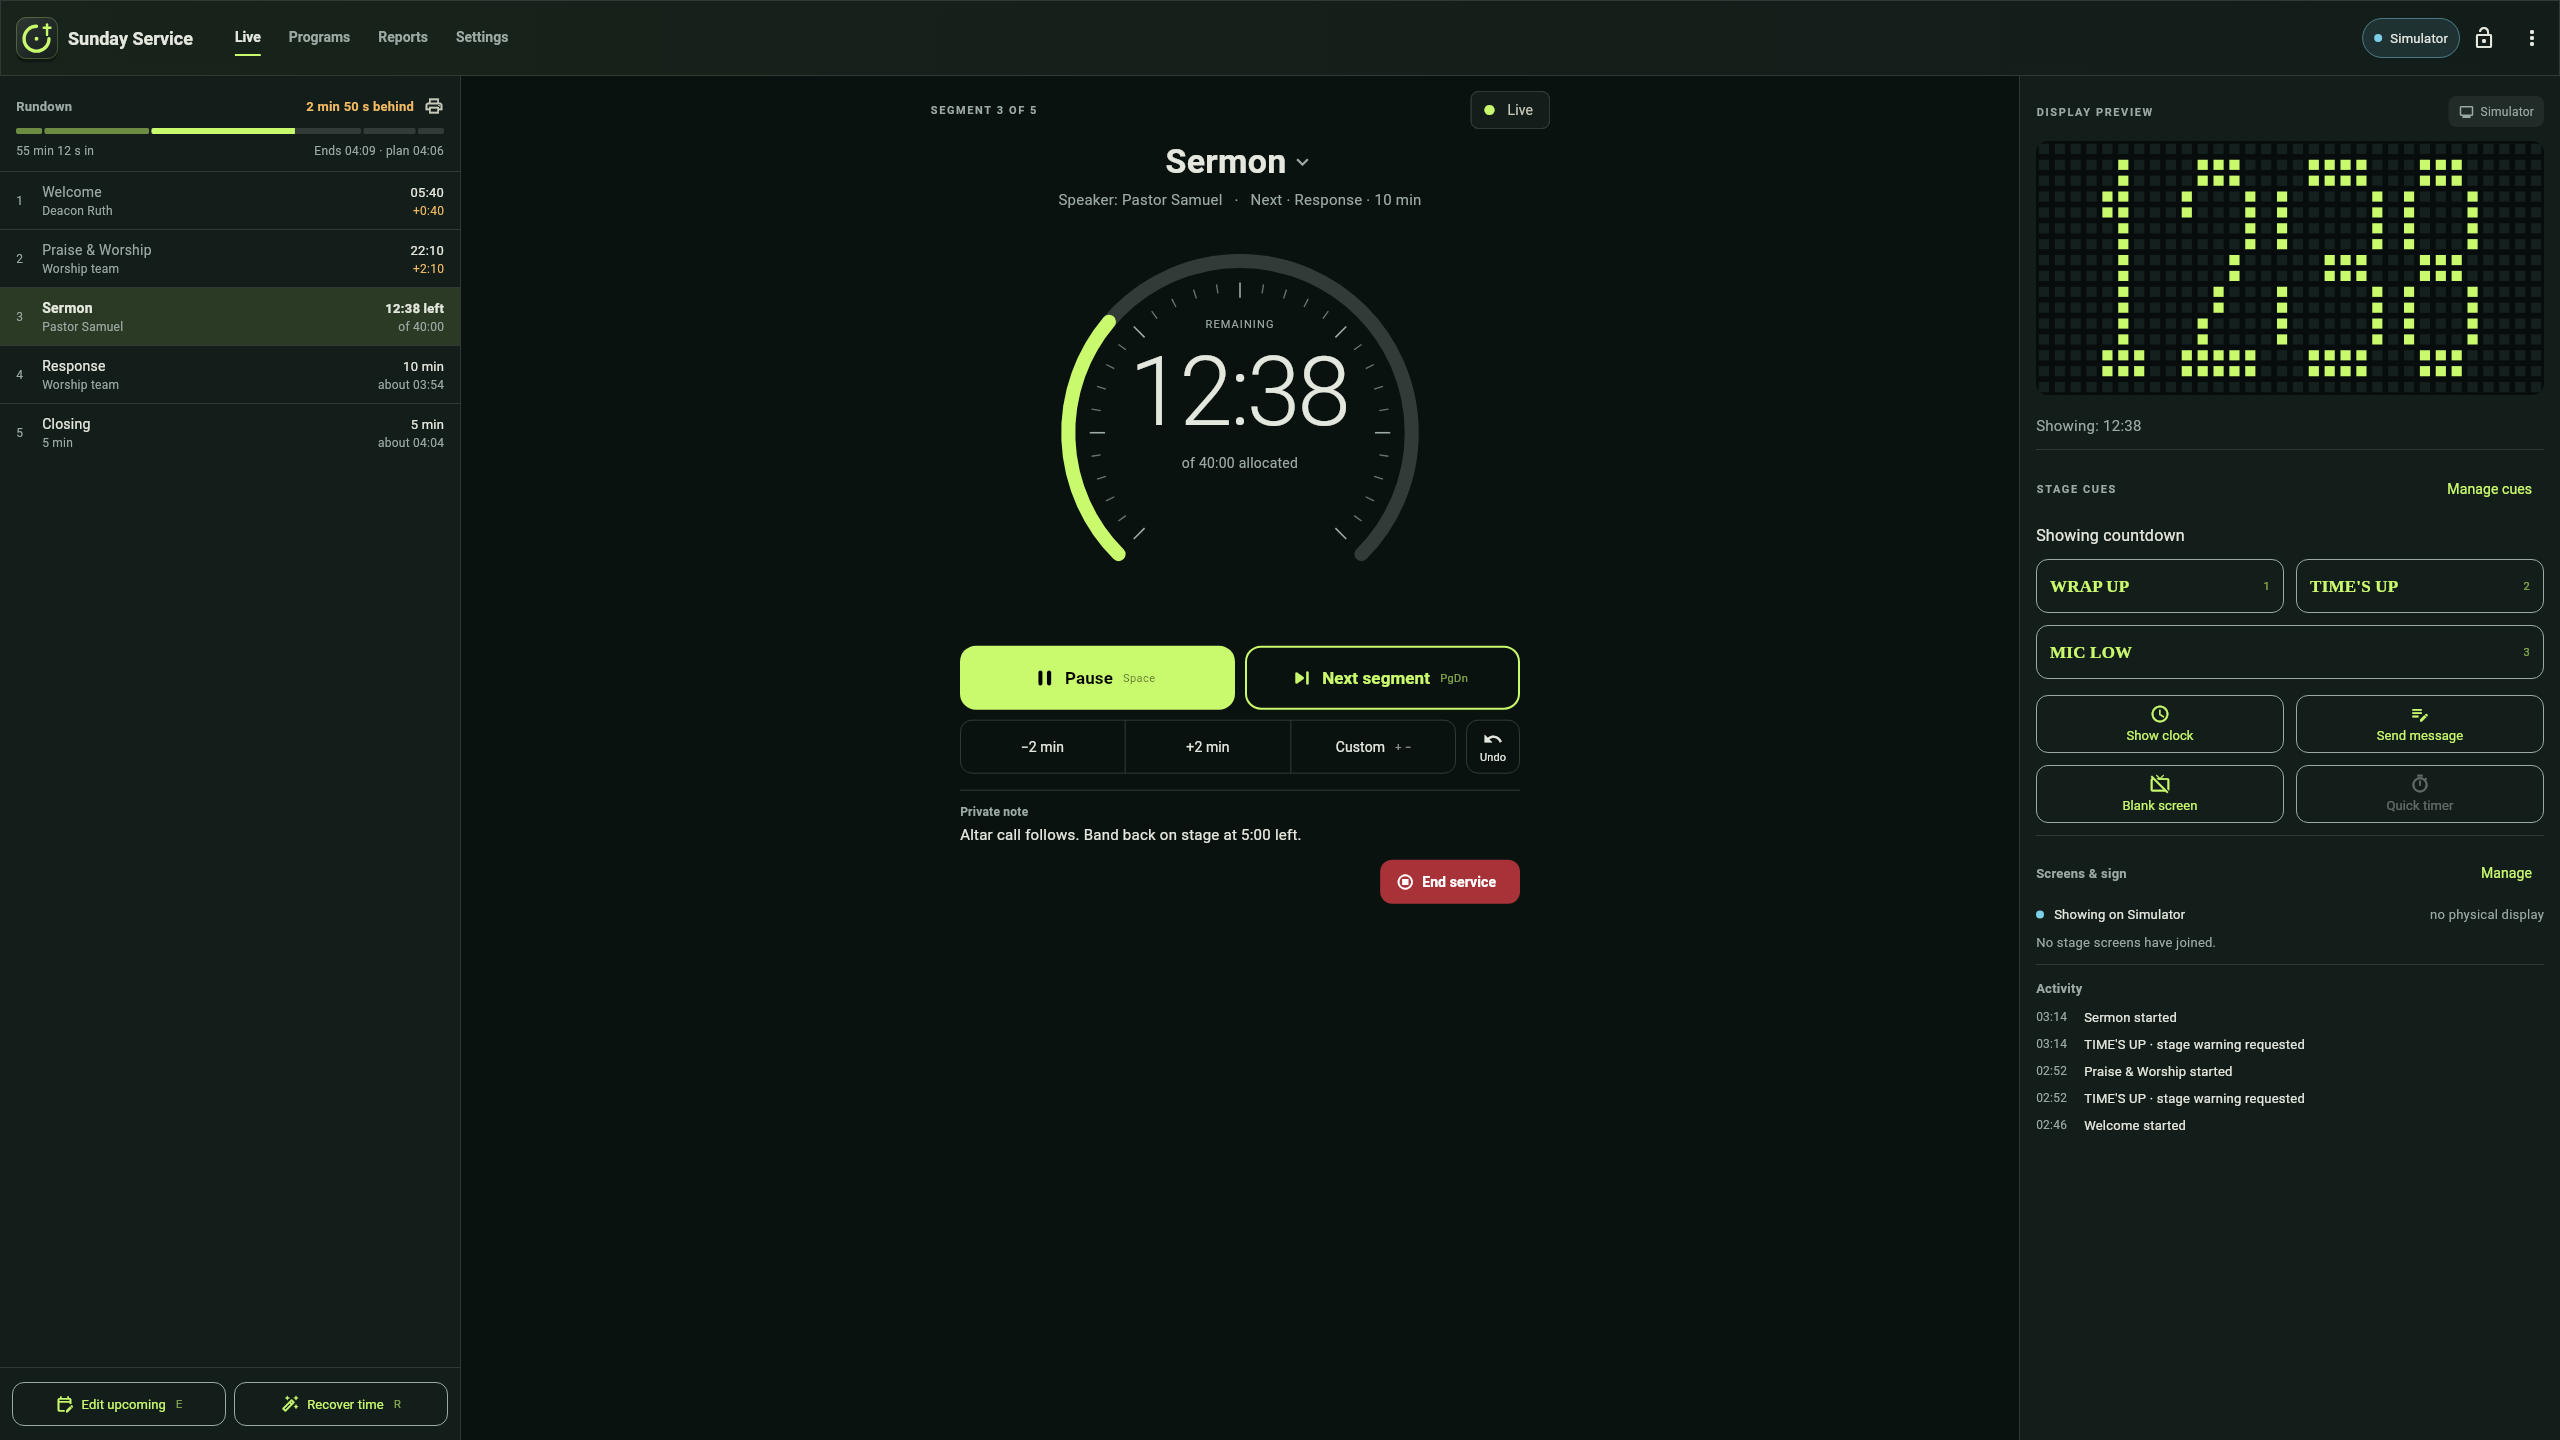 Sunday Service
Live
Programs
Reports
Settings
Simulator
Rundown
2 min 50 s behind
55 min 12 s in
Ends 04:09 · plan 04:06
1
Welcome
05:40
Deacon Ruth
+0:40
2
Praise & Worship
22:10
Worship team
+2:10
3
Sermon
12:38 left
Pastor Samuel
of 40:00
4
Response
10 min
Worship team
about 03:54
5
Closing
5 min
5 min
about 04:04
Edit upcoming E
Recover time R
SEGMENT 3 OF 5
Live
Sermon
Speaker: Pastor Samuel · Next · Response · 10 min
REMAINING
12:38
of 40:00 allocated
Pause Space
Next segment PgDn
−2 min
+2 min
Custom + −
Undo
Private note
Altar call follows. Band back on stage at 5:00 left.
End service
DISPLAY PREVIEW
Simulator
12:38
Showing: 12:38
STAGE CUES
Manage cues
Showing countdown
WRAP UP 1
TIME'S UP 2
MIC LOW 3
Show clock
Send message
Blank screen
Quick timer
Screens & sign
Manage
Showing on Simulator
no physical display
No stage screens have joined.
Activity
03:14 Sermon started
03:14 TIME'S UP · stage warning requested
02:52 Praise & Worship started
02:52 TIME'S UP · stage warning requested
02:46 Welcome started